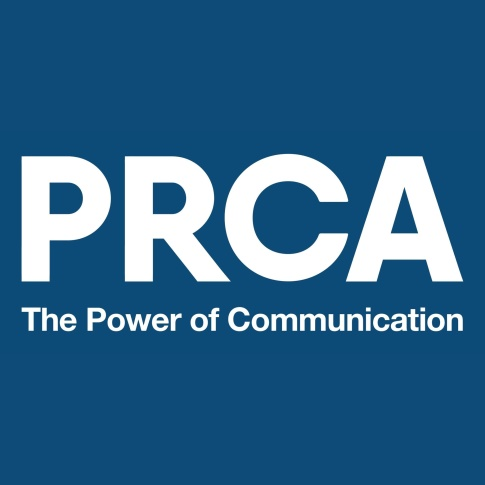 PRCA
The Power of Communication